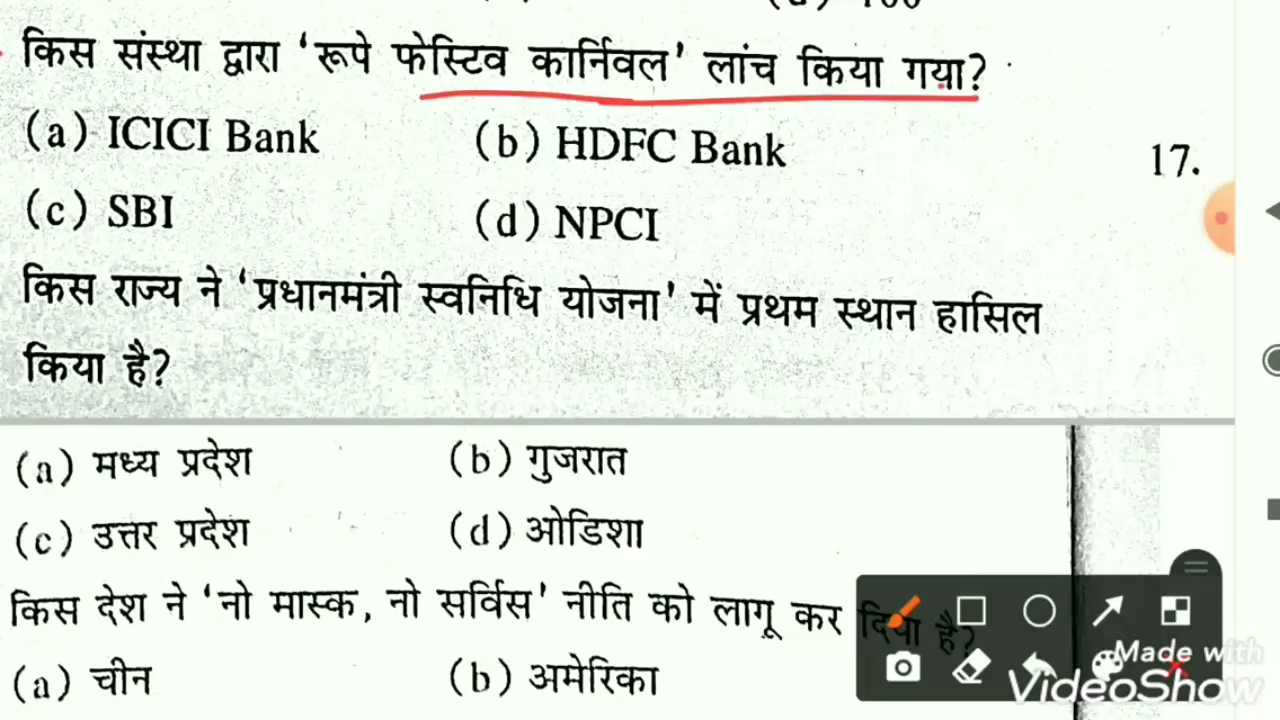 किस संस्था द्वारा ‘रूपे फेस्टिव कार्निवल’ लांच किया गया?
(a) ICICI Bank (b) HDFC Bank
17.
(c) SBI (d) NPCI
किस राज्य ने ‘प्रधानमंत्री स्वनिधि योजना’ में प्रथम स्थान हासिल
किया है?
(a) मध्य प्रदेश (b) गुजरात
(c) उत्तर प्रदेश (d) ओडिशा
किस देश ने ‘नो मास्क, नो सर्विस’ नीति को लागू कर दिया है?
(a) चीन (b) अमेरिका
Made with
VideoShow